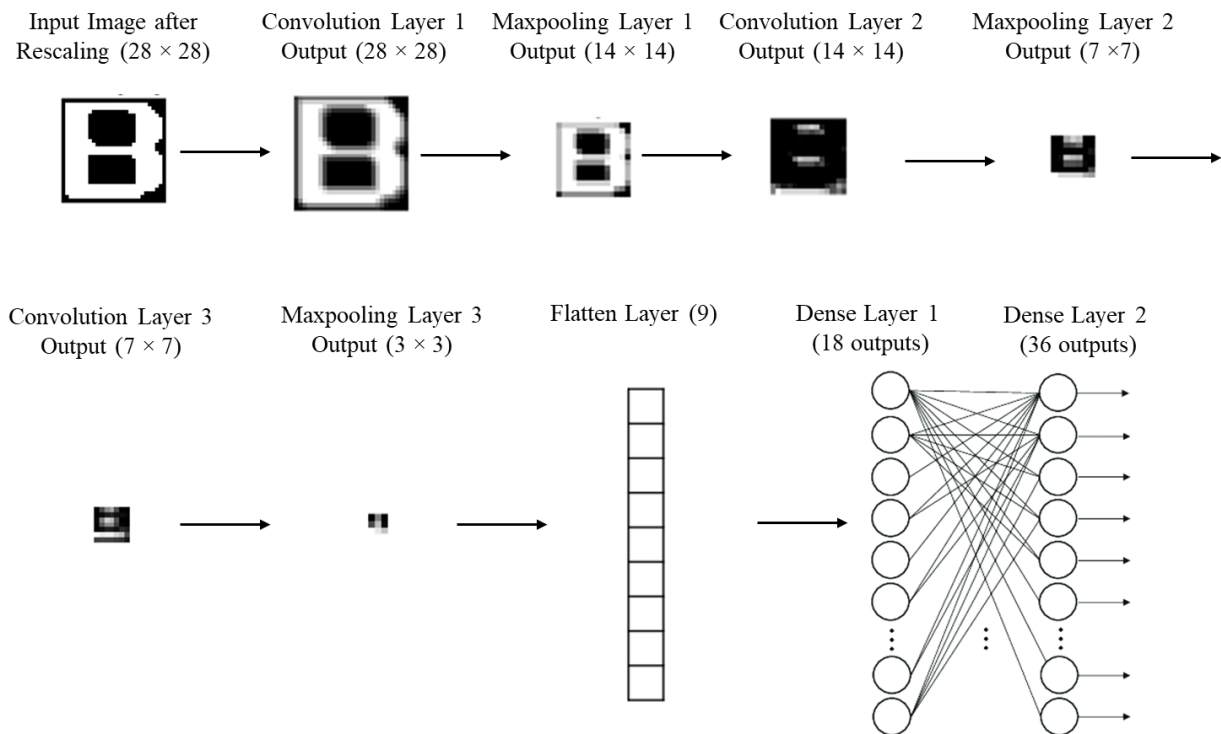 Input Image after
Rescaling (28 × 28)
Convolution Layer 1
Output (28 × 28)
Maxpooling Layer 1
Output (14 × 14)
Convolution Layer 2
Output (14 × 14)
Maxpooling Layer 2
Output (7 ×7)
Convolution Layer 3
Output (7 × 7)
Maxpooling Layer 3
Output (3 × 3)
Flatten Layer (9)
Dense Layer 1
(18 outputs)
Dense Layer 2
(36 outputs)